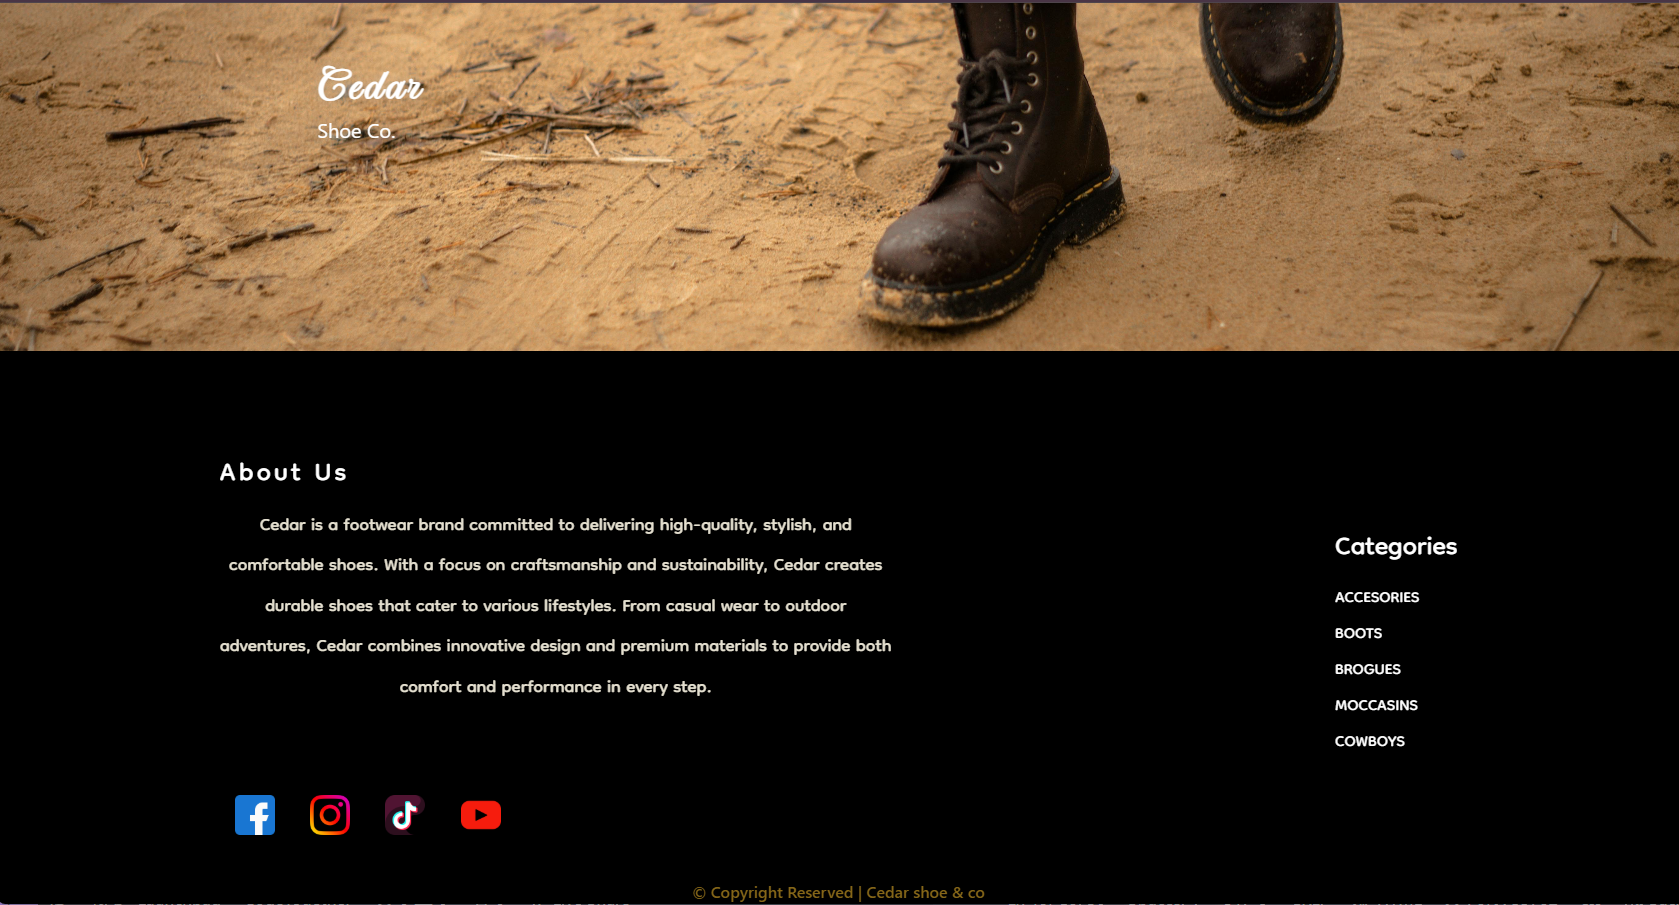 Cedar
Shoe Co.
About Us
Cedar is a footwear brand committed to delivering high-quality, stylish, and
comfortable shoes. With a focus on craftsmanship and sustainability, Cedar creates
durable shoes that cater to various lifestyles. From casual wear to outdoor
adventures, Cedar combines innovative design and premium materials to provide both
comfort and performance in every step.
Categories
ACCESORIES
BOOTS
BROGUES
MOCCASINS
COWBOYS
© Copyright Reserved | Cedar shoe & co